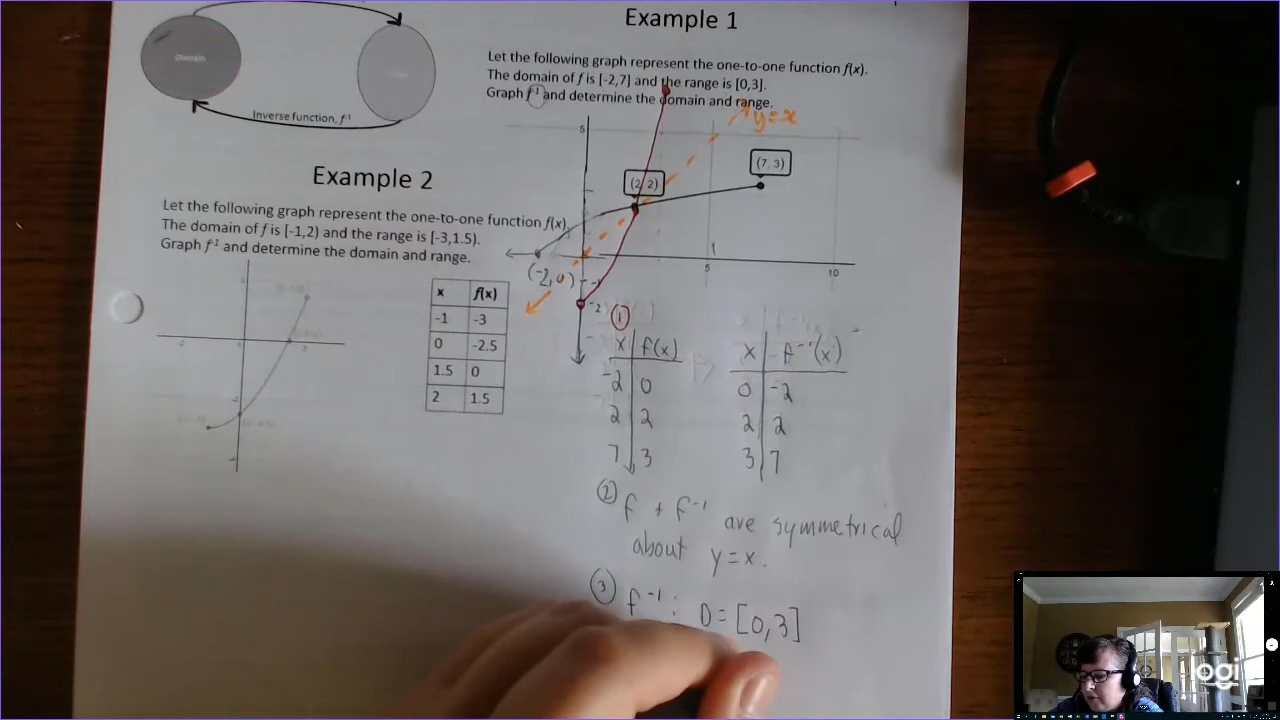 Domain
Inverse function, f⁻¹
Example 1
Let the following graph represent the one-to-one function f(x).
The domain of f is [-2,7] and the range is [0,3].
Graph f⁻¹ and determine the domain and range.
y=x
5
(7, 3)
(2, 2)
5
10
(-2,0)
-1
-2
Example 2
Let the following graph represent the one-to-one function f(x).
The domain of f is [-1,2) and the range is [-3,1.5).
Graph f⁻¹ and determine the domain and range.
x f(x)
-1 -3
0 -2.5
1.5 0
2 1.5
①
x f(x)
-2 0
2 2
7 3
x f⁻¹(x)
0 -2
2 2
3 7
② f + f⁻¹ are symmetrical
about y=x.
③ f⁻¹: D=[0,3]
ogi